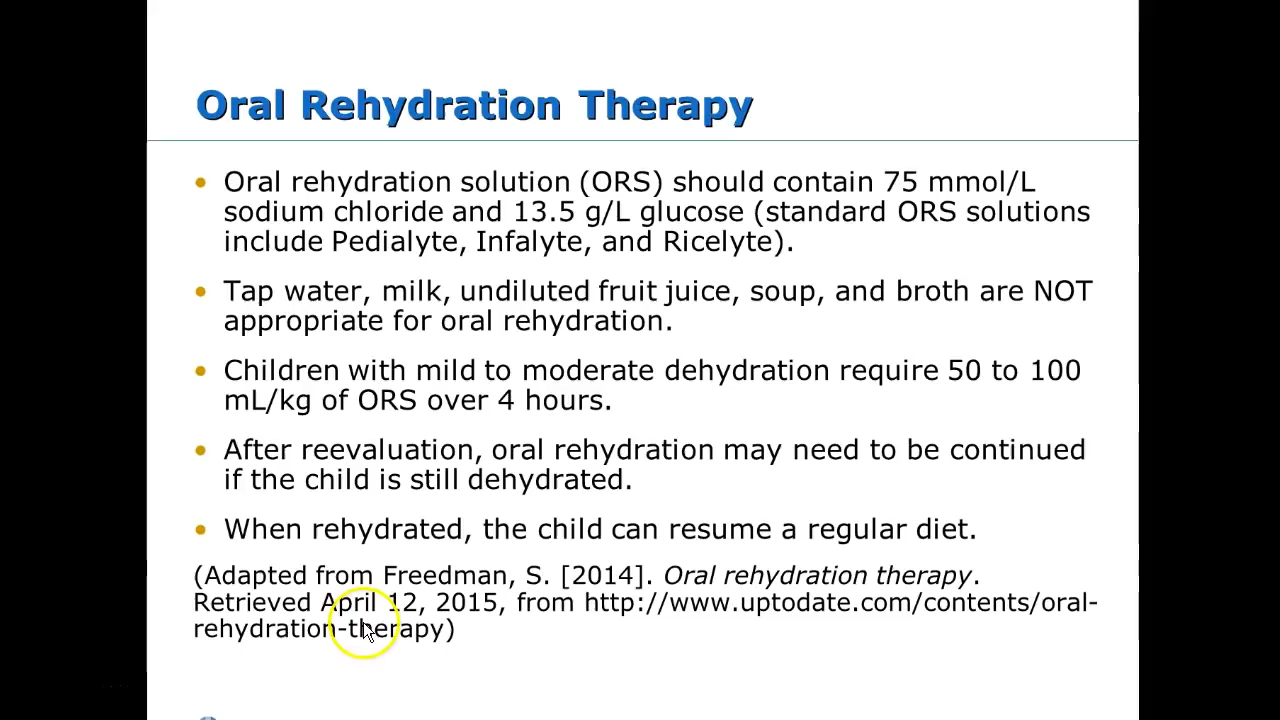 Oral Rehydration Therapy
• Oral rehydration solution (ORS) should contain 75 mmol/L
sodium chloride and 13.5 g/L glucose (standard ORS solutions
include Pedialyte, Infalyte, and Ricelyte).
• Tap water, milk, undiluted fruit juice, soup, and broth are NOT
appropriate for oral rehydration.
• Children with mild to moderate dehydration require 50 to 100
mL/kg of ORS over 4 hours.
• After reevaluation, oral rehydration may need to be continued
if the child is still dehydrated.
• When rehydrated, the child can resume a regular diet.
(Adapted from Freedman, S. [2014]. Oral rehydration therapy.
Retrieved April 12, 2015, from http://www.uptodate.com/contents/oral-
rehydration-therapy)